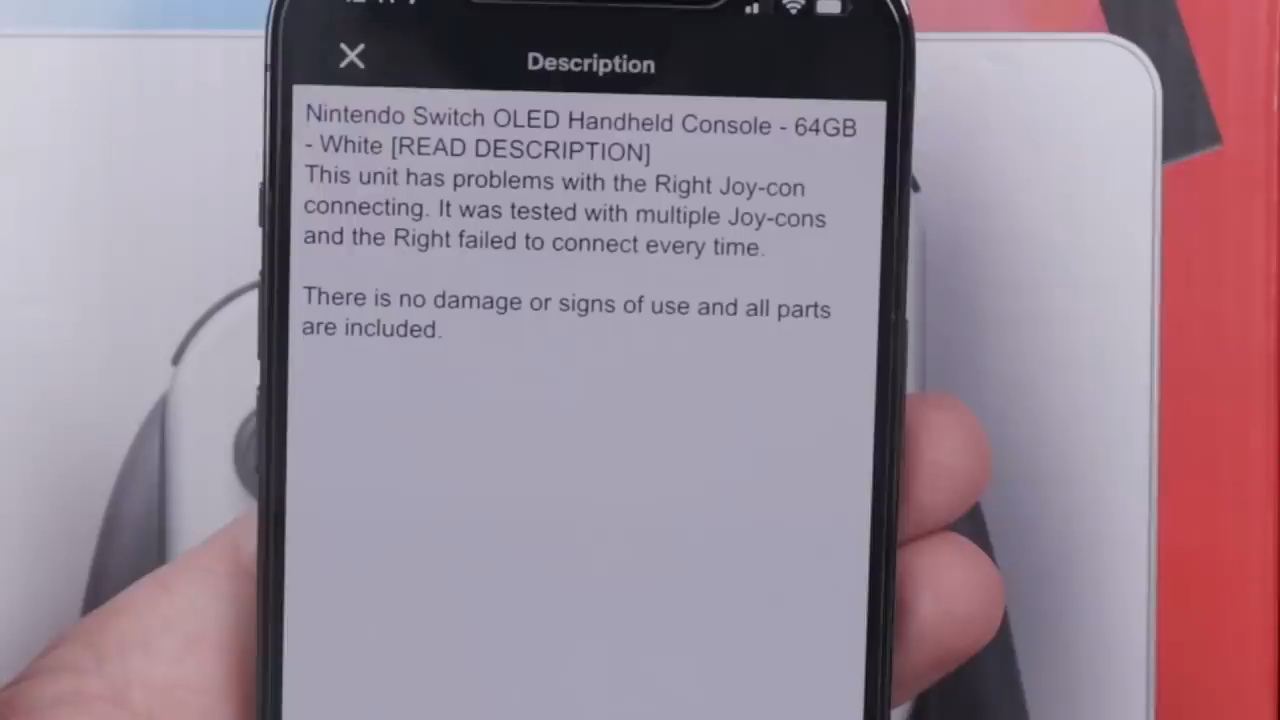 Description
Nintendo Switch OLED Handheld Console - 64GB
- White [READ DESCRIPTION]
This unit has problems with the Right Joy-con
connecting. It was tested with multiple Joy-cons
and the Right failed to connect every time.
There is no damage or signs of use and all parts
are included.